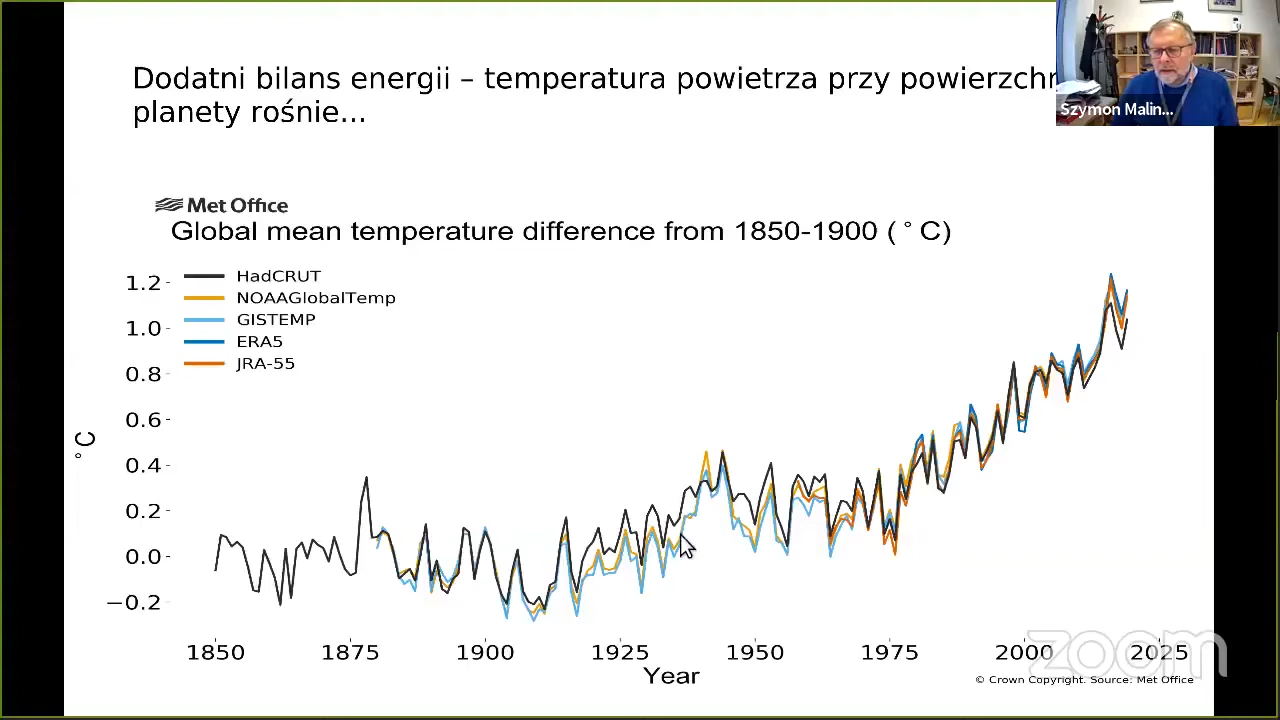 Dodatni bilans energii – temperatura powietrza przy powierzchn
planety rośnie...
Szymon Malin...
Met Office
Global mean temperature difference from 1850-1900 (°C)
HadCRUT
NOAAGlobalTemp
GISTEMP
ERA5
JRA-55
1.2
1.0
0.8
0.6
0.4
0.2
0.0
−0.2
°C
1850 1875 1900 1925 1950 1975 2000 2025
Year
zoom
© Crown Copyright. Source: Met Office